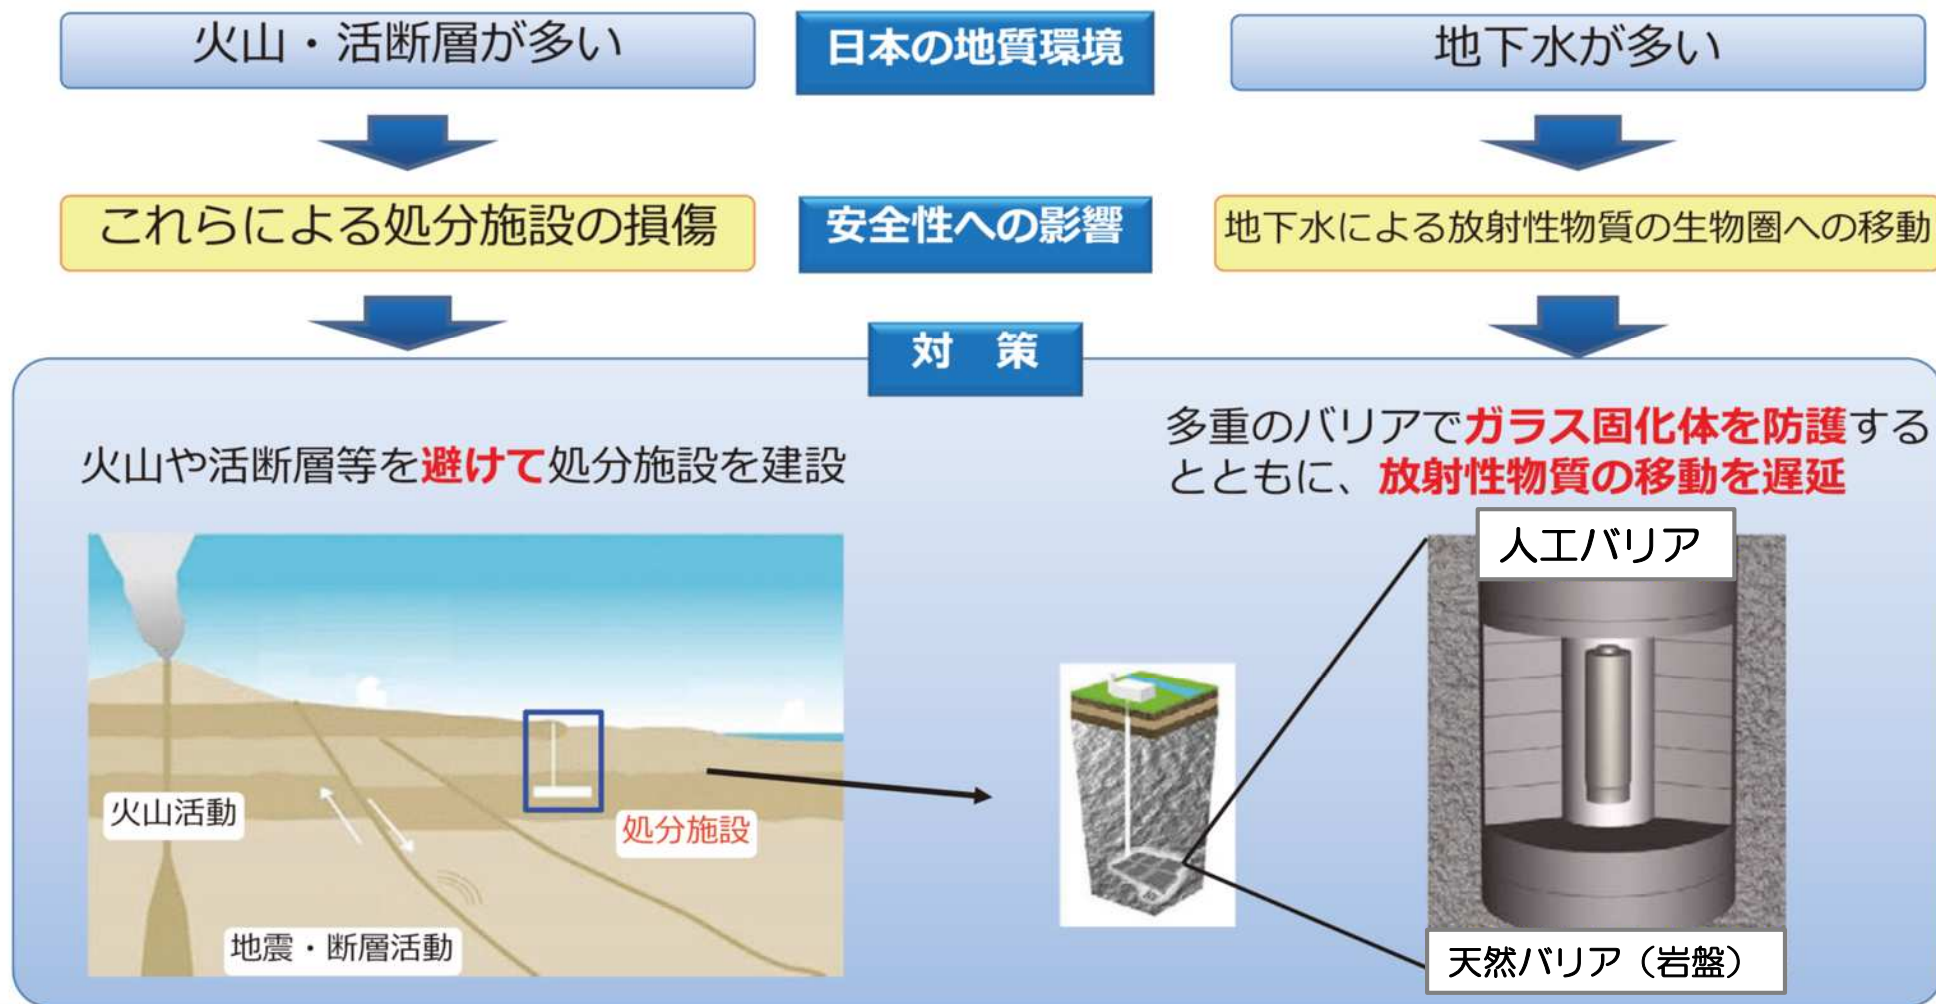 火山・活断層が多い
日本の地質環境
地下水が多い
これらによる処分施設の損傷
安全性への影響
地下水による放射性物質の生物圏への移動
対　策
火山や活断層等を避けて処分施設を建設
多重のバリアでガラス固化体を防護する
とともに、放射性物質の移動を遅延
人工バリア
火山活動
処分施設
地震・断層活動
天然バリア（岩盤）